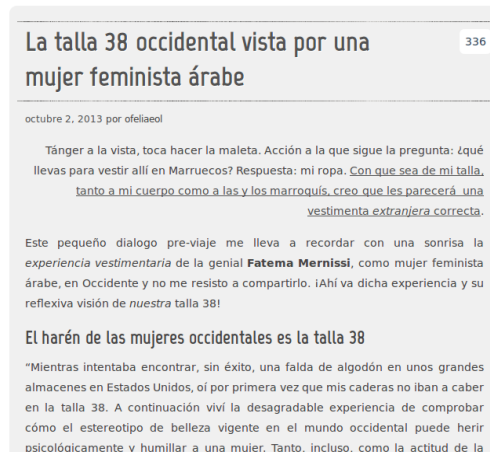 La talla 38 occidental vista por una
336
mujer feminista árabe
octubre 2, 2013 por ofeliaeol
Tánger a la vista, toca hacer la maleta. Acción a la que sigue la pregunta: ¿qué
llevas para vestir allí en Marruecos? Respuesta: mi ropa. Con que sea de mi talla,
tanto a mi cuerpo como a las y los marroquís, creo que les parecerá una
vestimenta extranjera correcta.
Este pequeño dialogo pre-viaje me lleva a recordar con una sonrisa la
experiencia vestimentaria de la genial Fatema Mernissi, como mujer feminista
árabe, en Occidente y no me resisto a compartirlo. ¡Ahí va dicha experiencia y su
reflexiva visión de nuestra talla 38!
El harén de las mujeres occidentales es la talla 38
“Mientras intentaba encontrar, sin éxito, una falda de algodón en unos grandes
almacenes en Estados Unidos, oí por primera vez que mis caderas no iban a caber
en la talla 38. A continuación viví la desagradable experiencia de comprobar
cómo el estereotipo de belleza vigente en el mundo occidental puede herir
psicológicamente y humillar a una mujer. Tanto, incluso, como la actitud de la